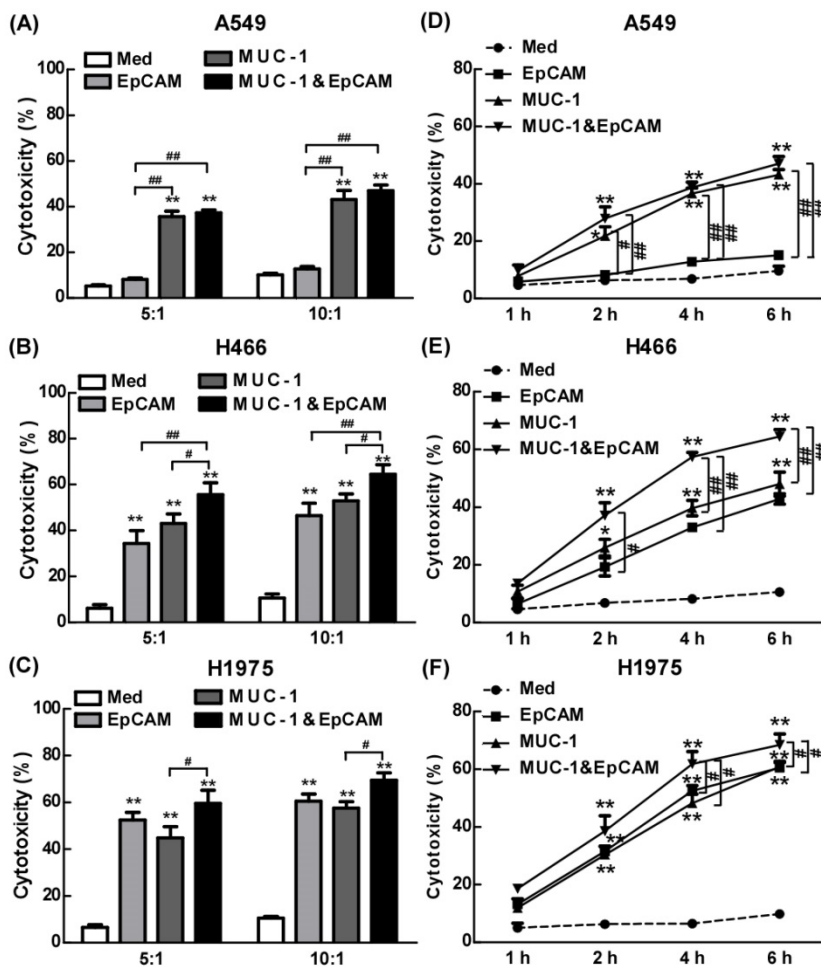 (A) A549
Med MUC-1
EpCAM MUC-1&EpCAM
Cytotoxicity (%)
100
80
60
40
20
0
##
##
** **
##
##
** **
5:1 10:1
(B) H466
Med MUC-1
EpCAM MUC-1&EpCAM
Cytotoxicity (%)
100
80
60
40
20
0
##
#
** ** **
##
#
** ** **
5:1 10:1
(C) H1975
Med MUC-1
EpCAM MUC-1&EpCAM
Cytotoxicity (%)
100
80
60
40
20
0
#
** ** **
#
** ** **
5:1 10:1
(D) A549
Med
EpCAM
MUC-1
MUC-1&EpCAM
Cytotoxicity (%)
80
60
40
20
0
** ** **
* ** **
# ##
## ##
## ##
1 h 2 h 4 h 6 h
(E) H466
Med
EpCAM
MUC-1
MUC-1&EpCAM
Cytotoxicity (%)
80
60
40
20
0
** ** **
* ** **
#
## ##
## ##
1 h 2 h 4 h 6 h
(F) H1975
Med
EpCAM
MUC-1
MUC-1&EpCAM
Cytotoxicity (%)
80
60
40
20
0
** ** **
** ** **
** ** **
# #
# #
1 h 2 h 4 h 6 h